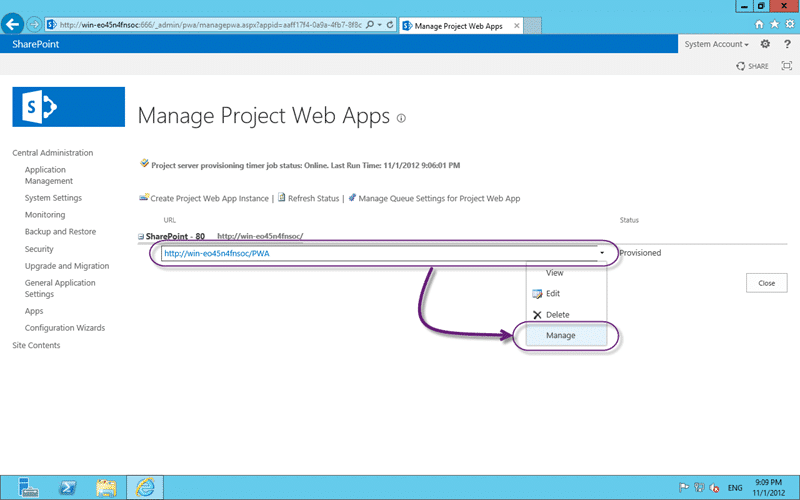 http://win-eo45n4fnsoc:666/_admin/pwa/managepwa.aspx?appid=aaff17f4-0a9a-4fb7-8f8c
Manage Project Web Apps
SharePoint
System Account
?
SHARE
S
Manage Project Web Apps
Central Administration
Application
Management
System Settings
Monitoring
Backup and Restore
Security
Upgrade and Migration
General Application
Settings
Apps
Configuration Wizards
Site Contents
Project server provisioning timer job status: Online. Last Run Time: 11/1/2012 9:06:01 PM
Create Project Web App Instance | Refresh Status | Manage Queue Settings for Project Web App
URL Status
SharePoint - 80 http://win-eo45n4fnsoc/
http://win-eo45n4fnsoc/PWA Provisioned
View
Edit
Delete
Manage
Close
ENG
9:09 PM
11/1/2012